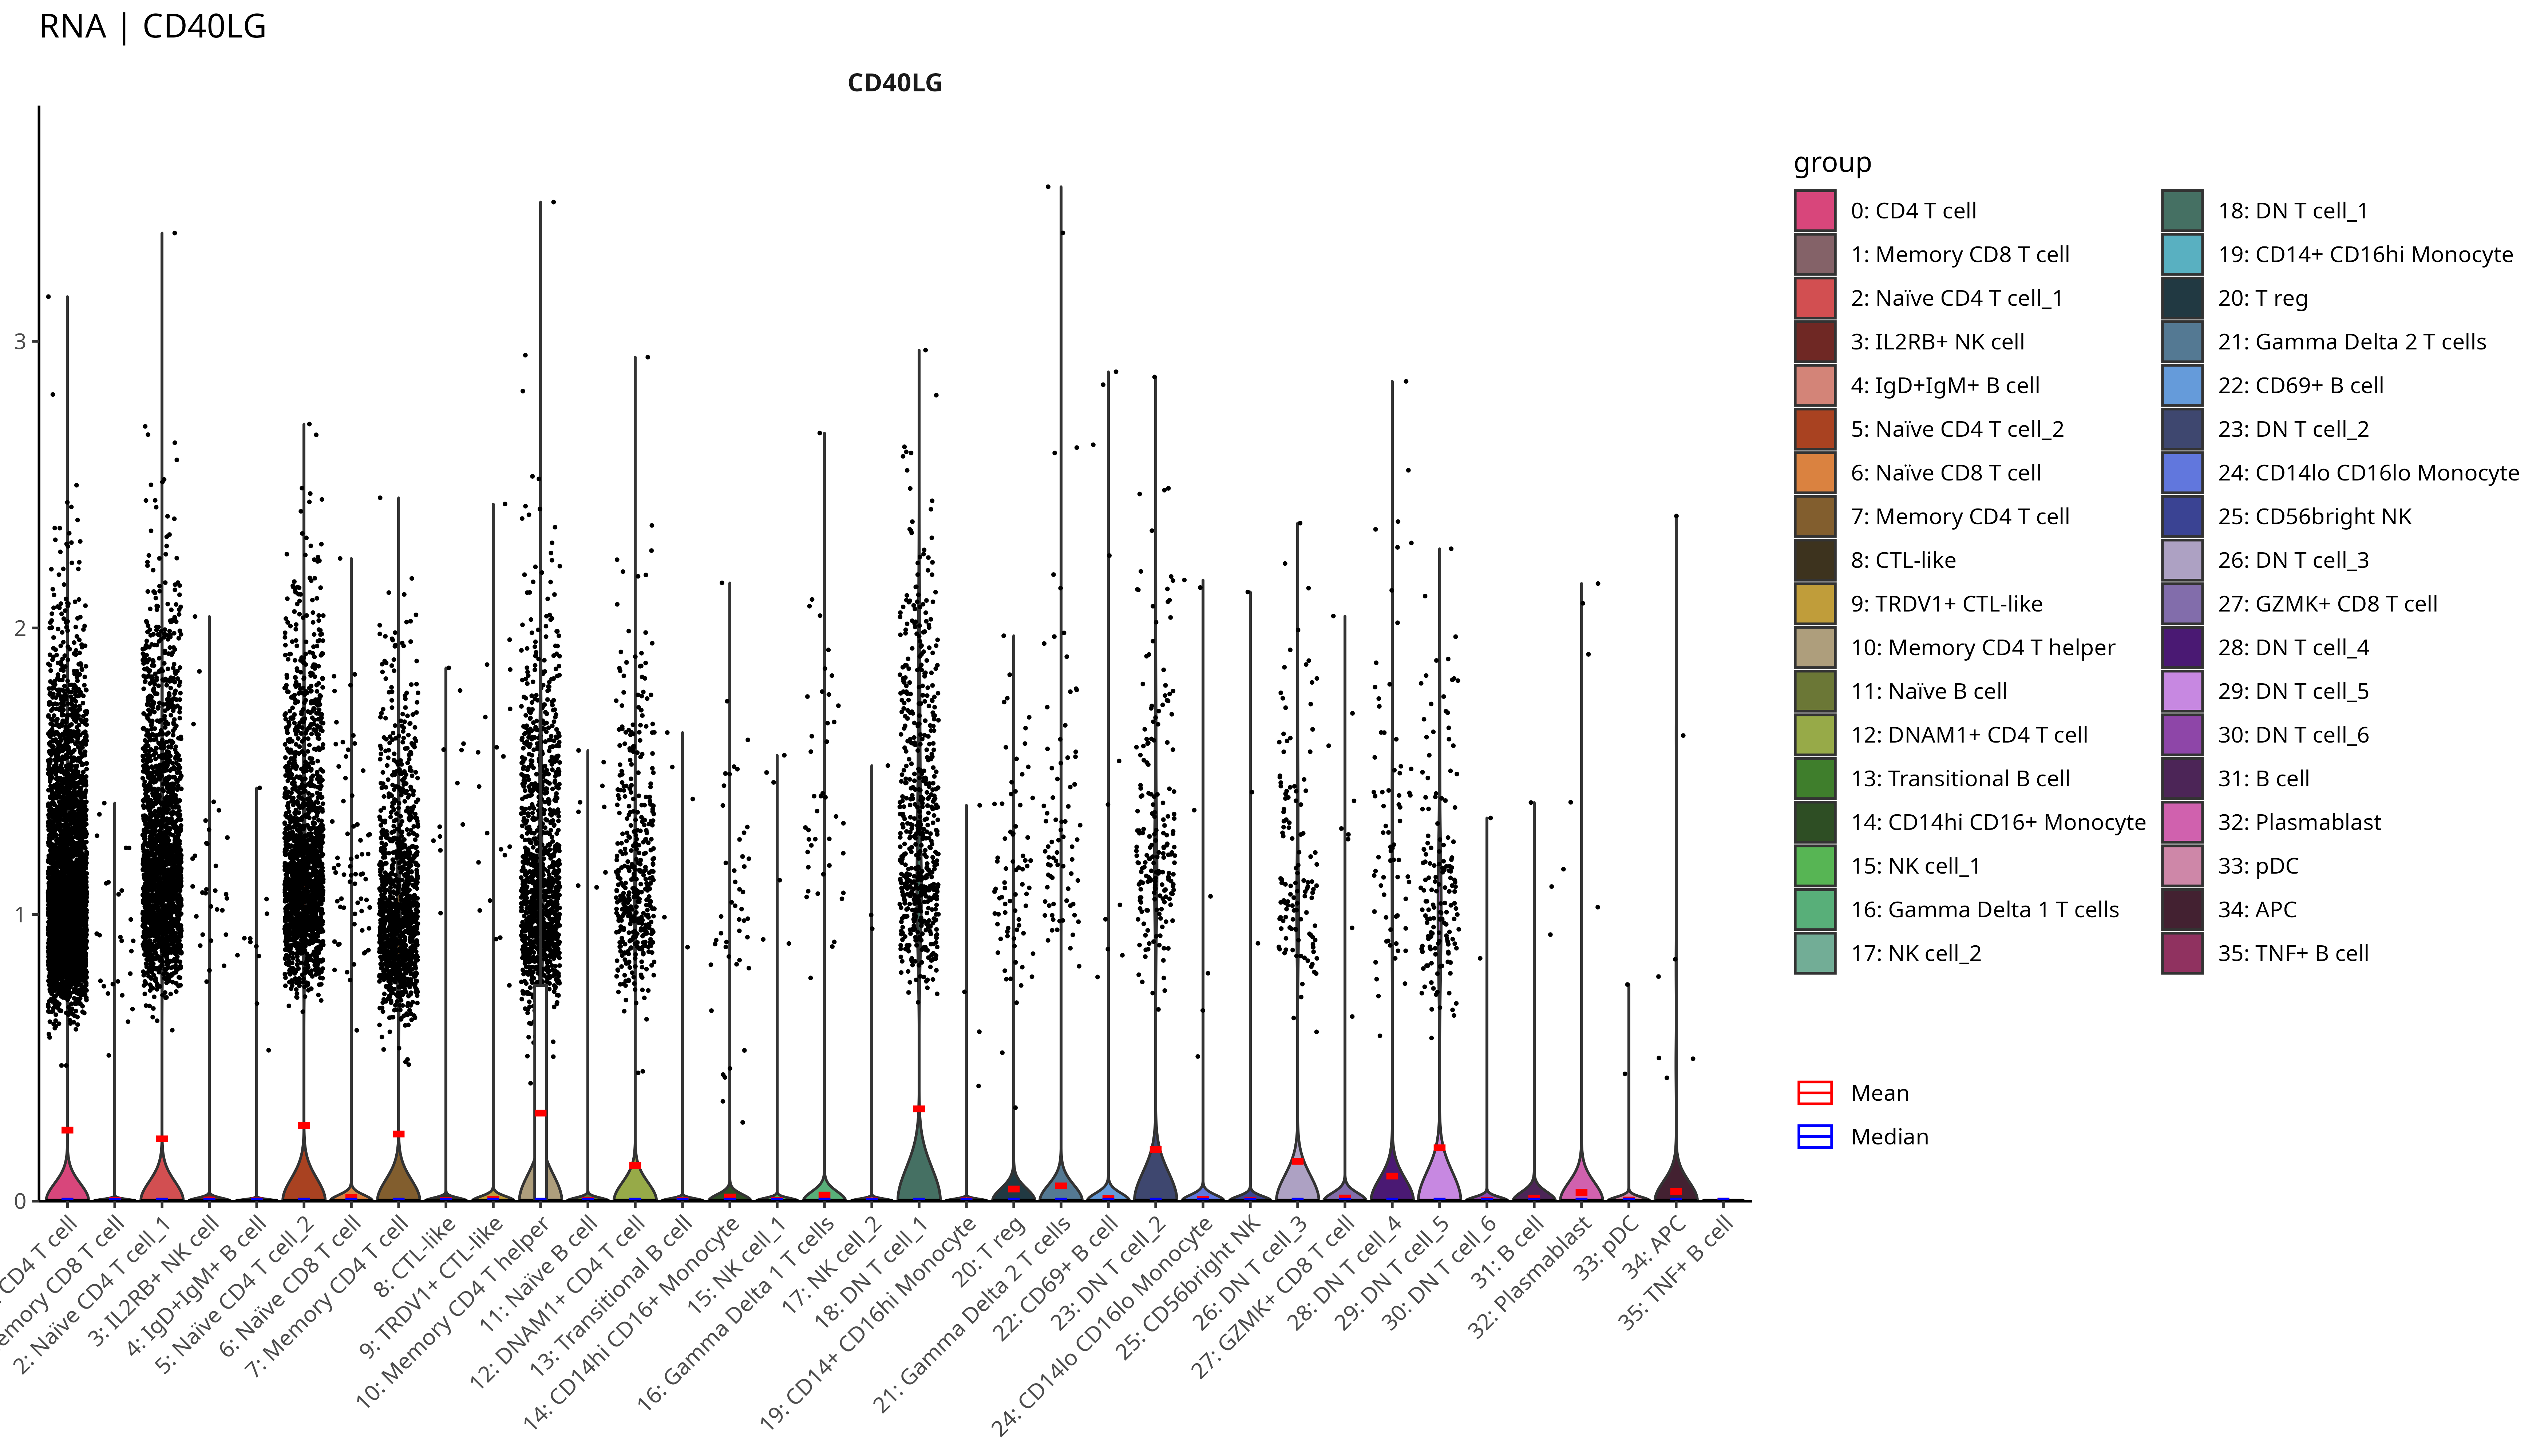 RNA | CD40LG
CD40LG
3
2
1
0
CD4 T cell
emory CD8 T cell
2: Naïve CD4 T cell_1
3: IL2RB+ NK cell
4: IgD+IgM+ B cell
5: Naïve CD4 T cell_2
6: Naïve CD8 T cell
7: Memory CD4 T cell
8: CTL-like
9: TRDV1+ CTL-like
10: Memory CD4 T helper
11: Naïve B cell
12: DNAM1+ CD4 T cell
13: Transitional B cell
14: CD14hi CD16+ Monocyte
15: NK cell_1
16: Gamma Delta 1 T cells
17: NK cell_2
18: DN T cell_1
19: CD14+ CD16hi Monocyte
20: T reg
21: Gamma Delta 2 T cells
22: CD69+ B cell
23: DN T cell_2
24: CD14lo CD16lo Monocyte
25: CD56bright NK
26: DN T cell_3
27: GZMK+ CD8 T cell
28: DN T cell_4
29: DN T cell_5
30: DN T cell_6
31: B cell
32: Plasmablast
33: pDC
34: APC
35: TNF+ B cell
group
0: CD4 T cell
1: Memory CD8 T cell
2: Naïve CD4 T cell_1
3: IL2RB+ NK cell
4: IgD+IgM+ B cell
5: Naïve CD4 T cell_2
6: Naïve CD8 T cell
7: Memory CD4 T cell
8: CTL-like
9: TRDV1+ CTL-like
10: Memory CD4 T helper
11: Naïve B cell
12: DNAM1+ CD4 T cell
13: Transitional B cell
14: CD14hi CD16+ Monocyte
15: NK cell_1
16: Gamma Delta 1 T cells
17: NK cell_2
18: DN T cell_1
19: CD14+ CD16hi Monocyte
20: T reg
21: Gamma Delta 2 T cells
22: CD69+ B cell
23: DN T cell_2
24: CD14lo CD16lo Monocyte
25: CD56bright NK
26: DN T cell_3
27: GZMK+ CD8 T cell
28: DN T cell_4
29: DN T cell_5
30: DN T cell_6
31: B cell
32: Plasmablast
33: pDC
34: APC
35: TNF+ B cell
Mean
Median